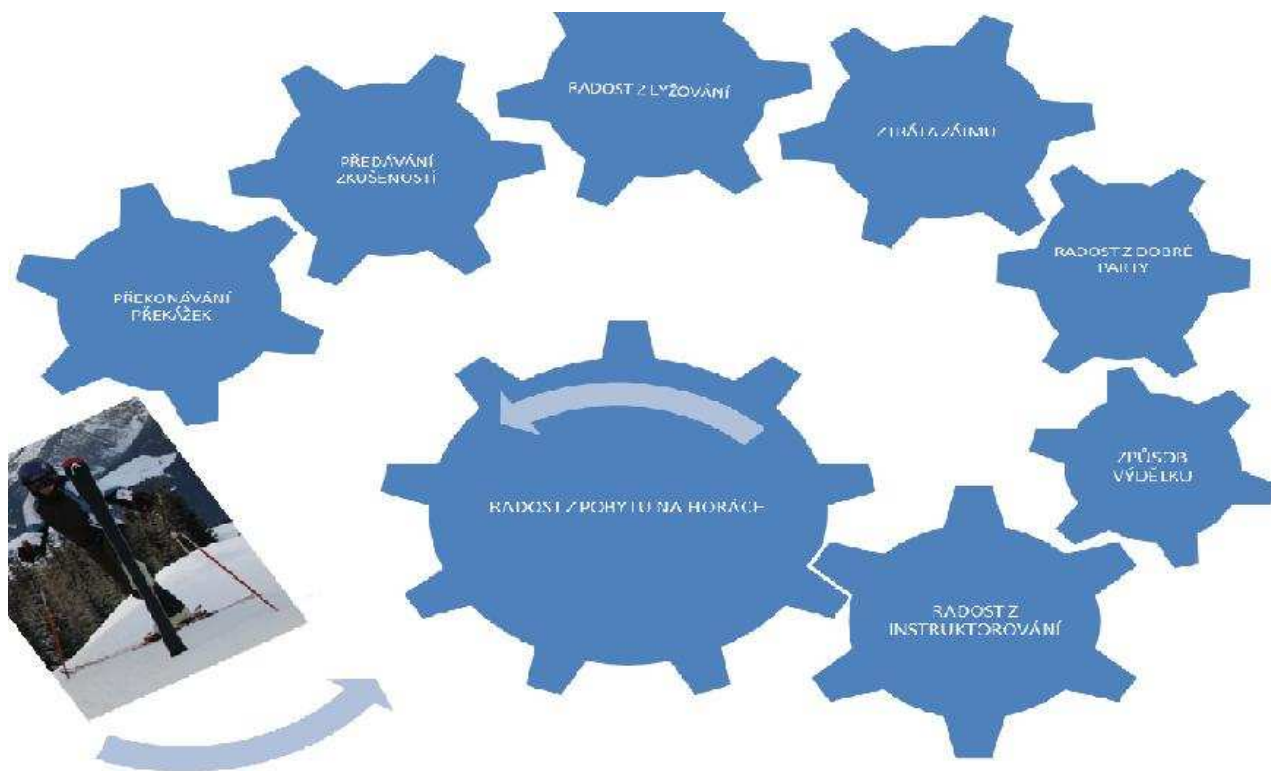 RADOST Z LYŽOVÁNÍ
ZTRÁTA ZÁJMU
PŘEDÁVÁNÍ
ZKUŠENOSTÍ
RADOST Z DOBRÉ
PARTY
PŘEKONÁVÁNÍ
PŘEKÁŽEK
ZPŮSOB
VÝDĚLKU
RADOST Z POBYTU NA HORÁCH
RADOST Z
INSTRUKTOROVÁNÍ